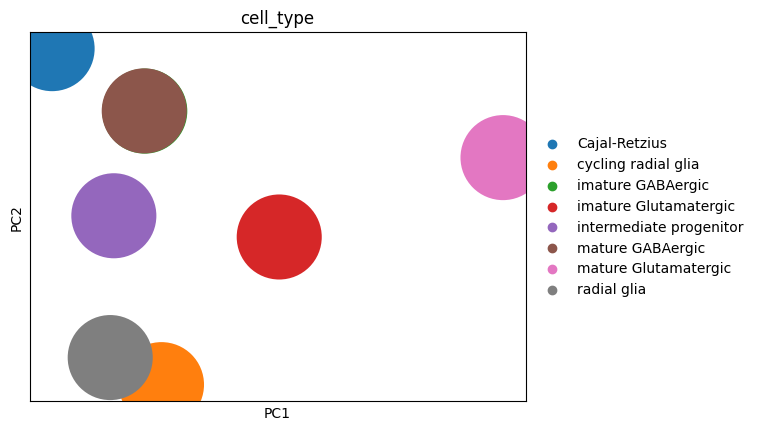 cell_type
PC2
PC1
Cajal-Retzius
cycling radial glia
imature GABAergic
imature Glutamatergic
intermediate progenitor
mature GABAergic
mature Glutamatergic
radial glia